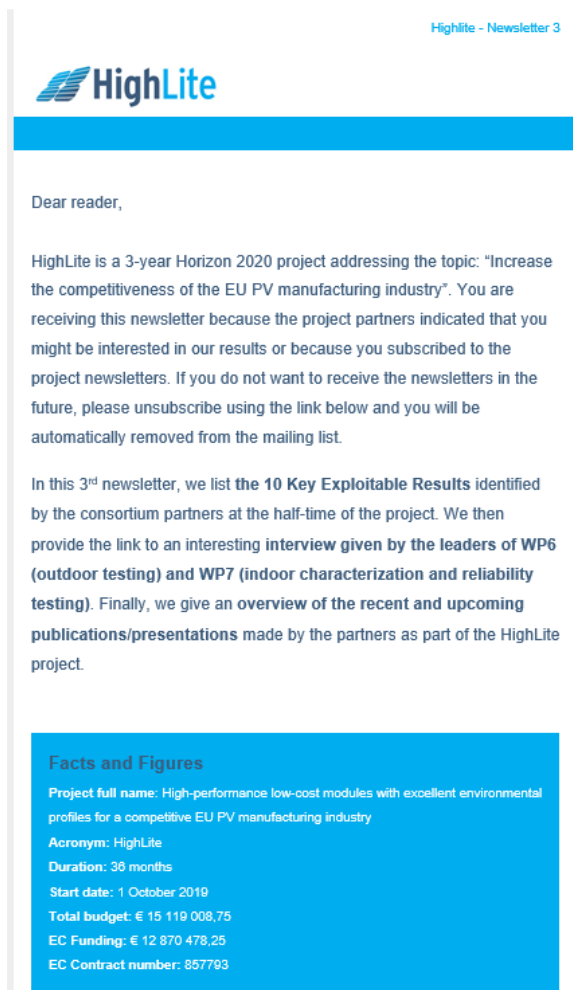 Highlite - Newsletter 3
HighLite
Dear reader,
HighLite is a 3-year Horizon 2020 project addressing the topic: “Increase
the competitiveness of the EU PV manufacturing industry”. You are
receiving this newsletter because the project partners indicated that you
might be interested in our results or because you subscribed to the
project newsletters. If you do not want to receive the newsletters in the
future, please unsubscribe using the link below and you will be
automatically removed from the mailing list.
In this 3rd newsletter, we list the 10 Key Exploitable Results identified
by the consortium partners at the half-time of the project. We then
provide the link to an interesting interview given by the leaders of WP6
(outdoor testing) and WP7 (indoor characterization and reliability
testing). Finally, we give an overview of the recent and upcoming
publications/presentations made by the partners as part of the HighLite
project.
Facts and Figures
Project full name: High-performance low-cost modules with excellent environmental
profiles for a competitive EU PV manufacturing industry
Acronym: HighLite
Duration: 36 months
Start date: 1 October 2019
Total budget: € 15 119 008,75
EC Funding: € 12 870 478,25
EC Contract number: 857793